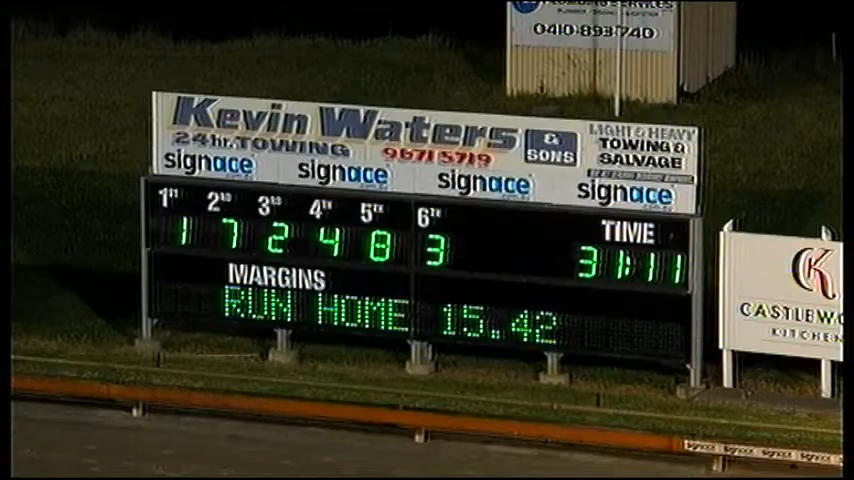 0410-893-740
Kevin Waters & SONS
24hr. TOWING 9671 5719
LIGHT & HEAVY
TOWING &
SALVAGE
signace signace signace signace
1ST 2ND 3RD 4TH 5TH 6TH TIME
1 7 2 4 8 3 31:11
MARGINS
RUN HOME 15.42
K
CASTLEW
KITCHEN